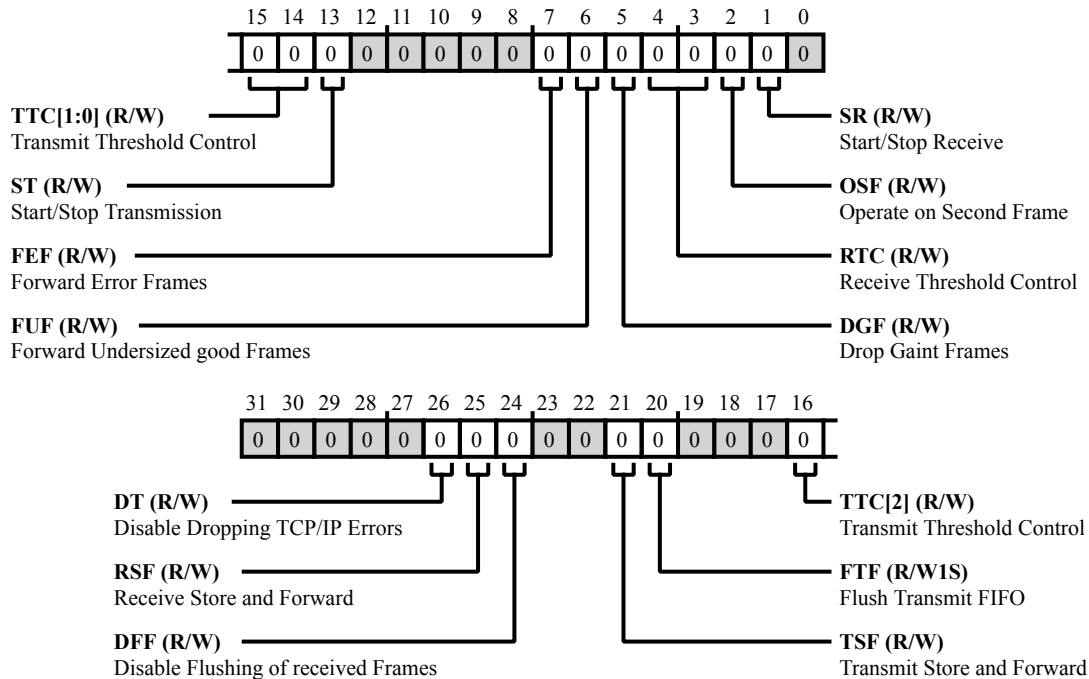 15 14 13 12 11 10 9 8 7 6 5 4 3 2 1 0
0 0 0 0 0 0 0 0 0 0 0 0 0 0 0 0
TTC[1:0] (R/W)
Transmit Threshold Control
ST (R/W)
Start/Stop Transmission
FEF (R/W)
Forward Error Frames
FUF (R/W)
Forward Undersized good Frames
SR (R/W)
Start/Stop Receive
OSF (R/W)
Operate on Second Frame
RTC (R/W)
Receive Threshold Control
DGF (R/W)
Drop Gaint Frames
31 30 29 28 27 26 25 24 23 22 21 20 19 18 17 16
0 0 0 0 0 0 0 0 0 0 0 0 0 0 0 0
DT (R/W)
Disable Dropping TCP/IP Errors
RSF (R/W)
Receive Store and Forward
DFF (R/W)
Disable Flushing of received Frames
TTC[2] (R/W)
Transmit Threshold Control
FTF (R/W1S)
Flush Transmit FIFO
TSF (R/W)
Transmit Store and Forward